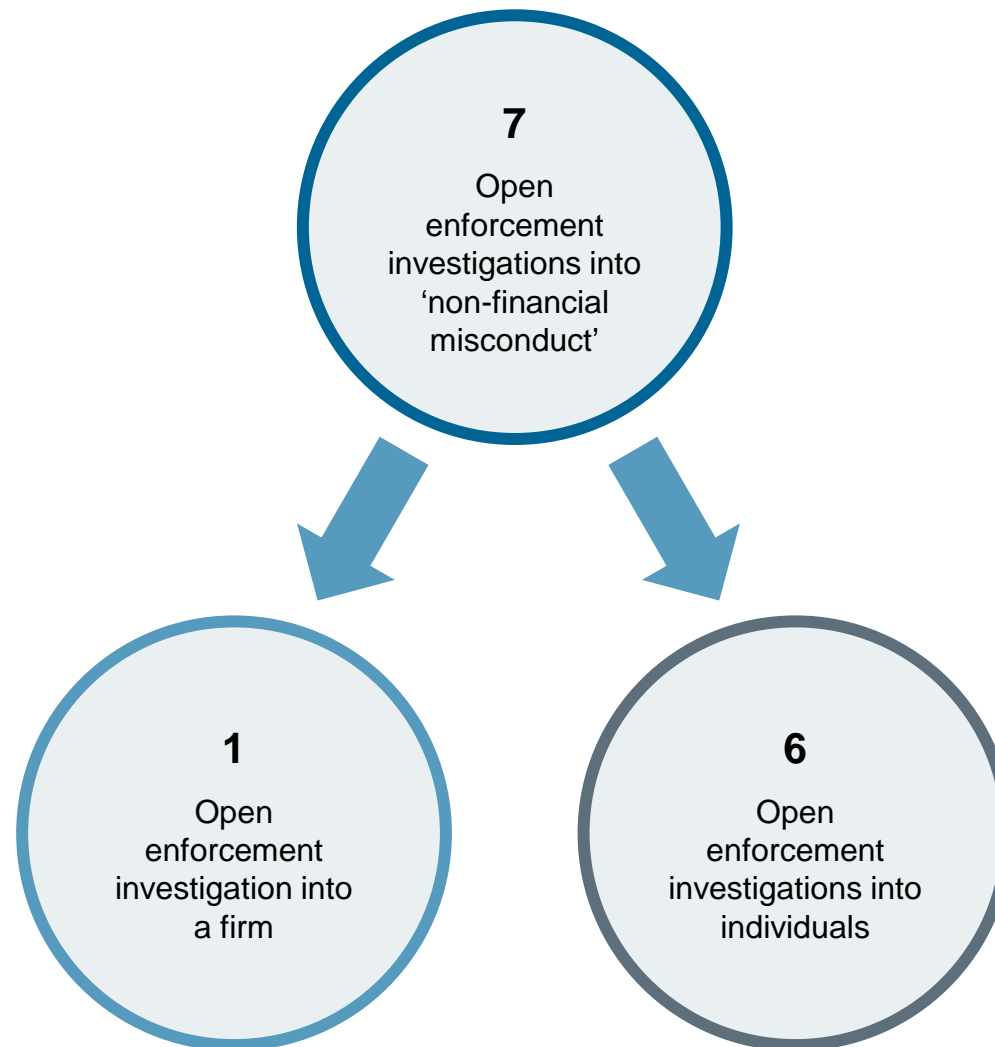 7
Open
enforcement
investigations into
‘non-financial
misconduct’
1
Open
enforcement
investigation into
a firm
6
Open
enforcement
investigations into
individuals